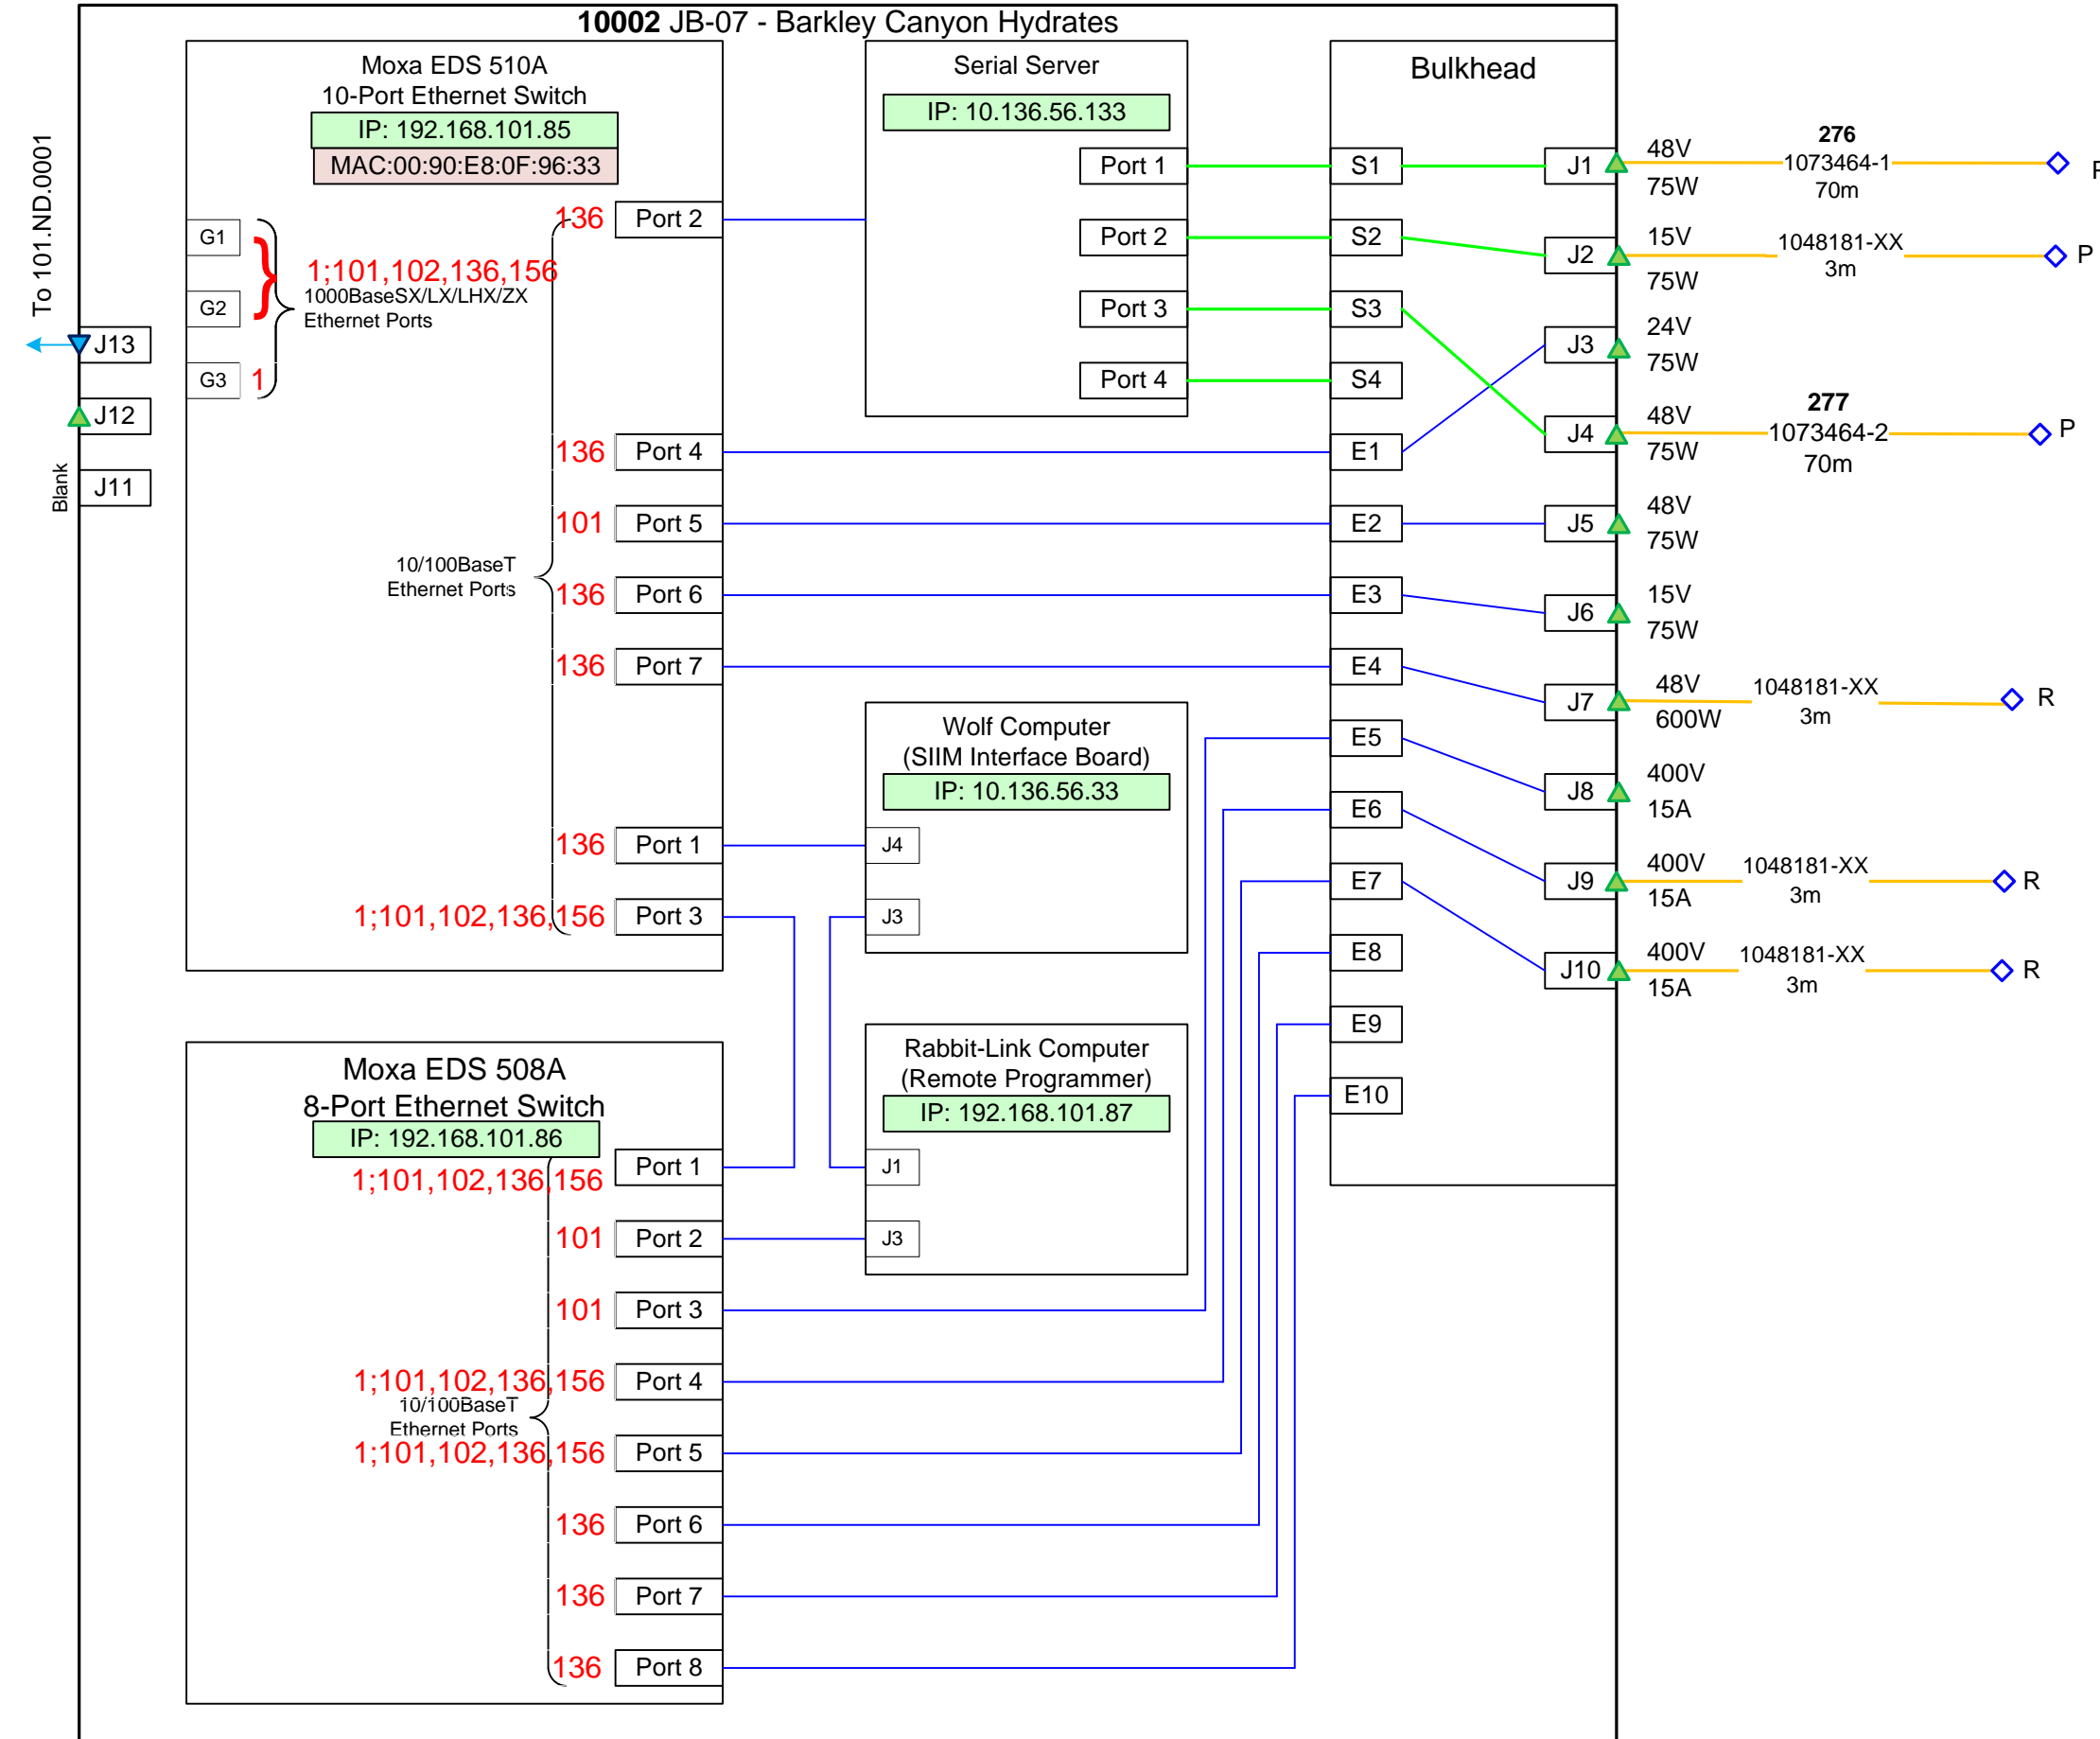 10002 JB-07 - Barkley Canyon Hydrates
To 101.ND.0001
J13
J12
Blank
J11
Moxa EDS 510A
10-Port Ethernet Switch
IP: 192.168.101.85
MAC:00:90:E8:0F:96:33
G1
G2
G3
1;101,102,136,156
1000BaseSX/LX/LHX/ZX
Ethernet Ports
1
136 Port 2
136 Port 4
101 Port 5
10/100BaseT
Ethernet Ports
136 Port 6
136 Port 7
136 Port 1
1;101,102,136,156 Port 3
Serial Server
IP: 10.136.56.133
Port 1
Port 2
Port 3
Port 4
Wolf Computer
(SIIM Interface Board)
IP: 10.136.56.33
J4
J3
Rabbit-Link Computer
(Remote Programmer)
IP: 192.168.101.87
J1
J3
Moxa EDS 508A
8-Port Ethernet Switch
IP: 192.168.101.86
1;101,102,136,156 Port 1
101 Port 2
101 Port 3
1;101,102,136,156 Port 4
10/100BaseT
Ethernet Ports
1;101,102,136,156 Port 5
136 Port 6
136 Port 7
136 Port 8
Bulkhead
S1
S2
S3
S4
E1
E2
E3
E4
E5
E6
E7
E8
E9
E10
J1
J2
J3
J4
J5
J6
J7
J8
J9
J10
48V
75W
276
1073464-1
70m
15V
75W
1048181-XX
3m
P
24V
75W
48V
75W
277
1073464-2
70m
P
48V
75W
15V
75W
48V
600W
1048181-XX
3m
R
400V
15A
400V
15A
1048181-XX
3m
R
400V
15A
1048181-XX
3m
R